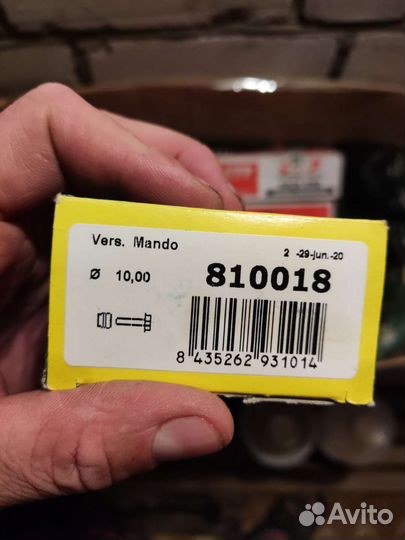 Vers. Mando
2 -29-jun.-20
Ø 10,00
810018
8 435262 931014
Avito